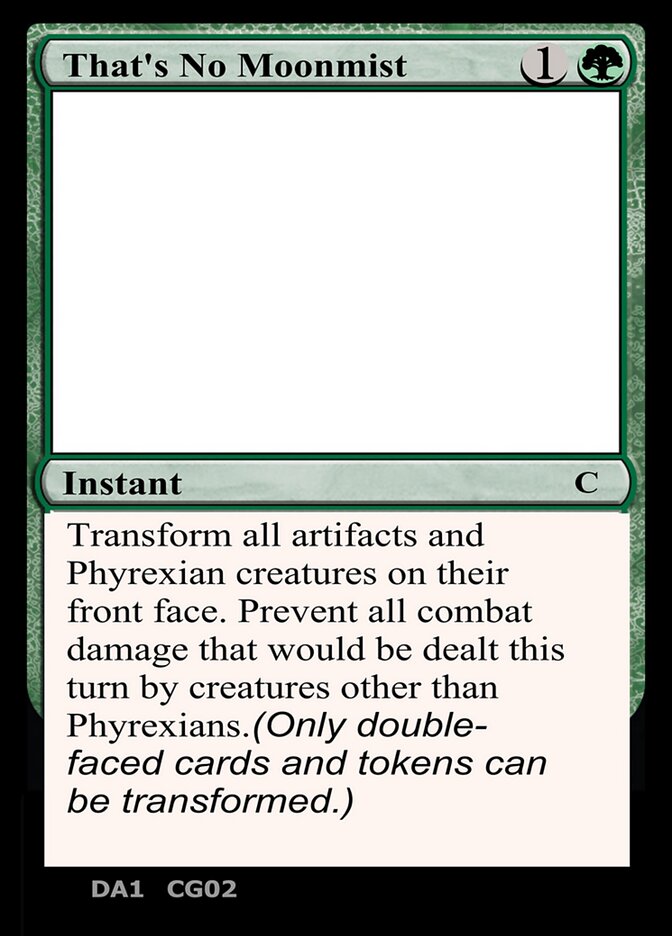 That's No Moonmist 1
Instant C
Transform all artifacts and
Phyrexian creatures on their
front face. Prevent all combat
damage that would be dealt this
turn by creatures other than
Phyrexians.(Only double-
faced cards and tokens can
be transformed.)
DA1 CG02